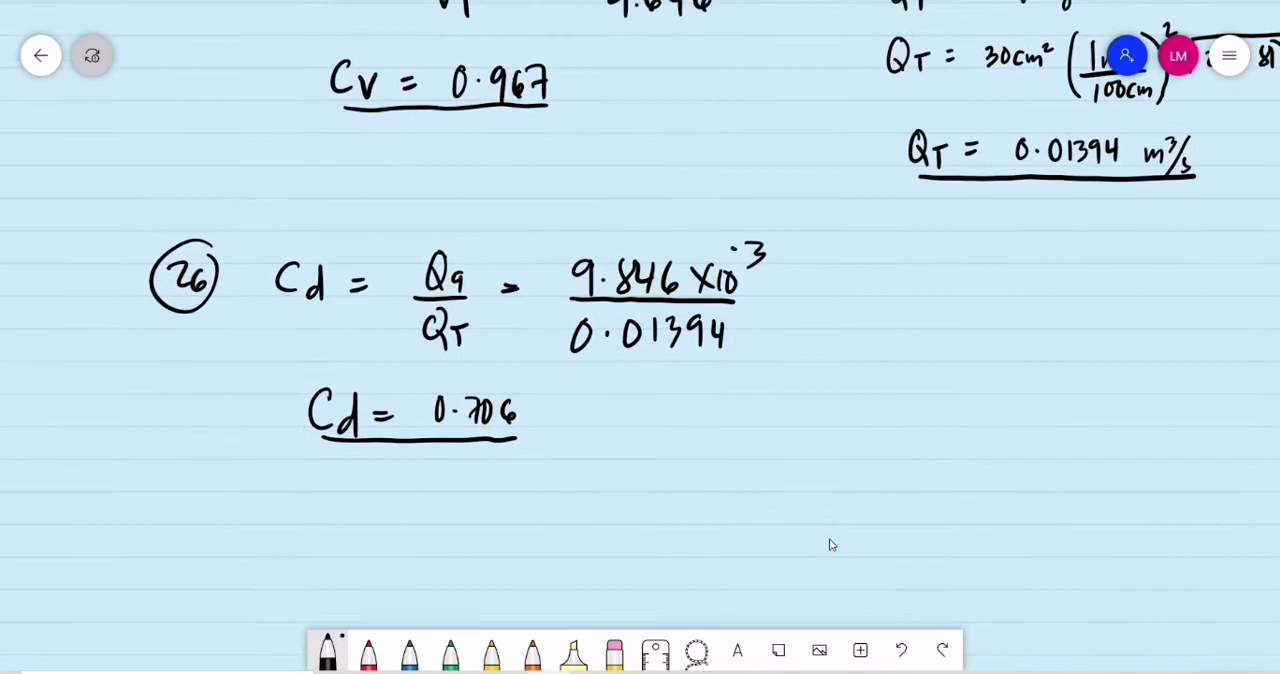 Cv = 0.967
QT = 30cm² ( / 100cm)² 81
QT = 0.01394 m³/s
26 Cd = Qa / QT = 9.846 x10⁻³ / 0.01394
Cd = 0.706
LM
A